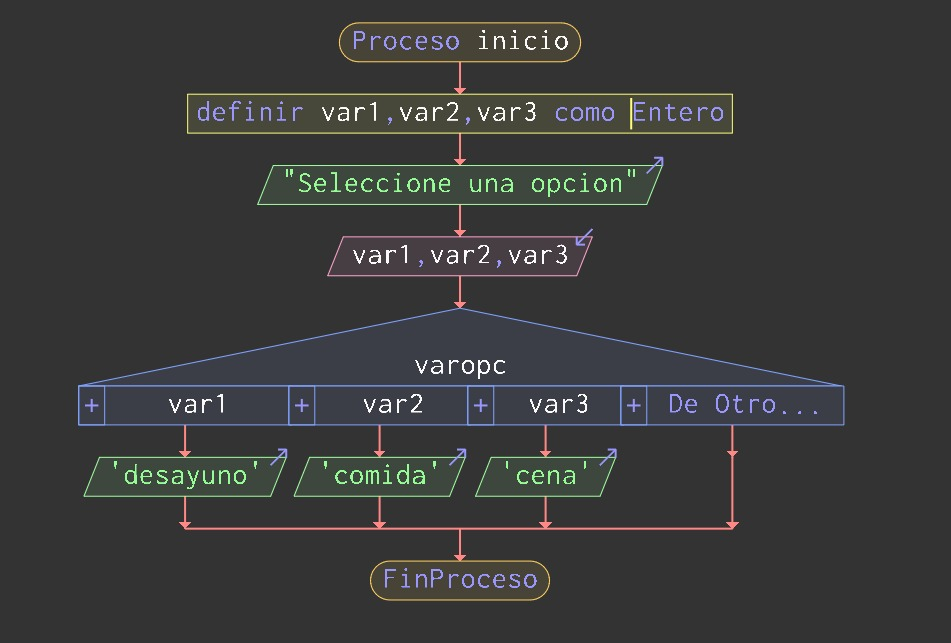 Proceso inicio
definir var1,var2,var3 como Entero
"Seleccione una opcion"
var1,var2,var3
varopc
+ var1 + var2 + var3 + De Otro...
'desayuno' 'comida' 'cena'
FinProceso